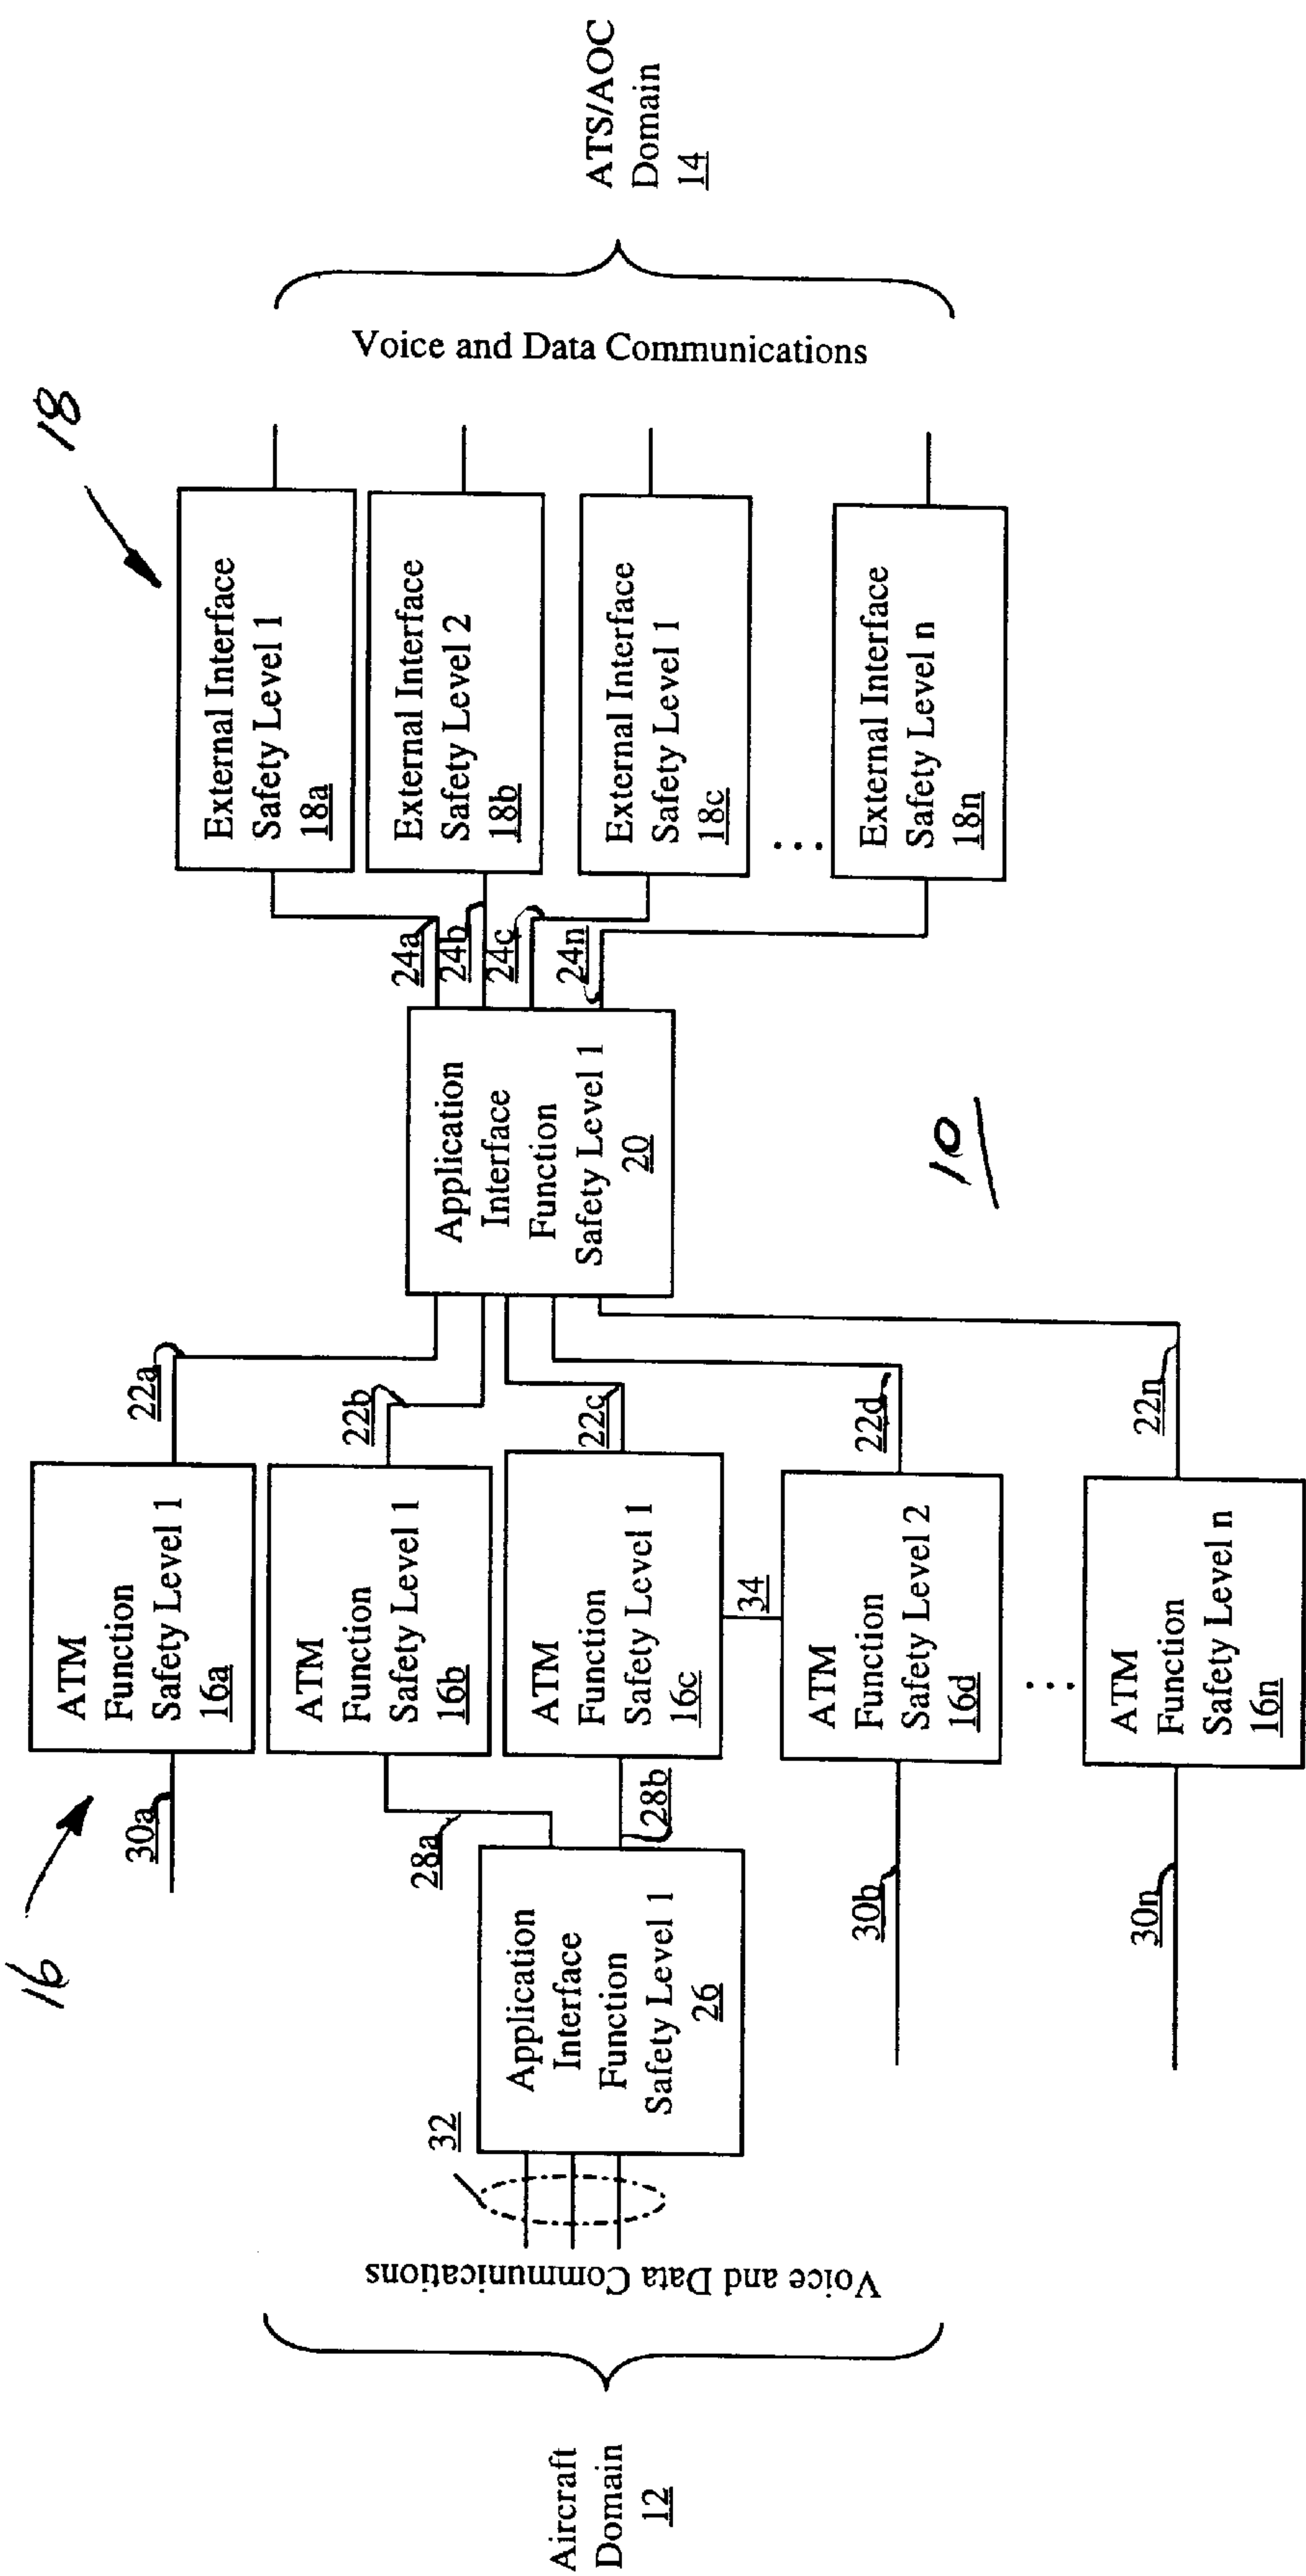 Aircraft
Domain
12
Voice and Data Communications
32
Application
Interface
Function
Safety Level 1
26
28a
28b
30a
30b
30n
16
ATM
Function
Safety Level 1
16a
ATM
Function
Safety Level 1
16b
ATM
Function
Safety Level 1
16c
34
ATM
Function
Safety Level 2
16d
...
ATM
Function
Safety Level n
16n
22a
22b
22c
22d
22n
Application
Interface
Function
Safety Level 1
20
10
24a
24b
24c
24n
18
External Interface
Safety Level 1
18a
External Interface
Safety Level 2
18b
External Interface
Safety Level 1
18c
...
External Interface
Safety Level n
18n
Voice and Data Communications
ATS/AOC
Domain
14